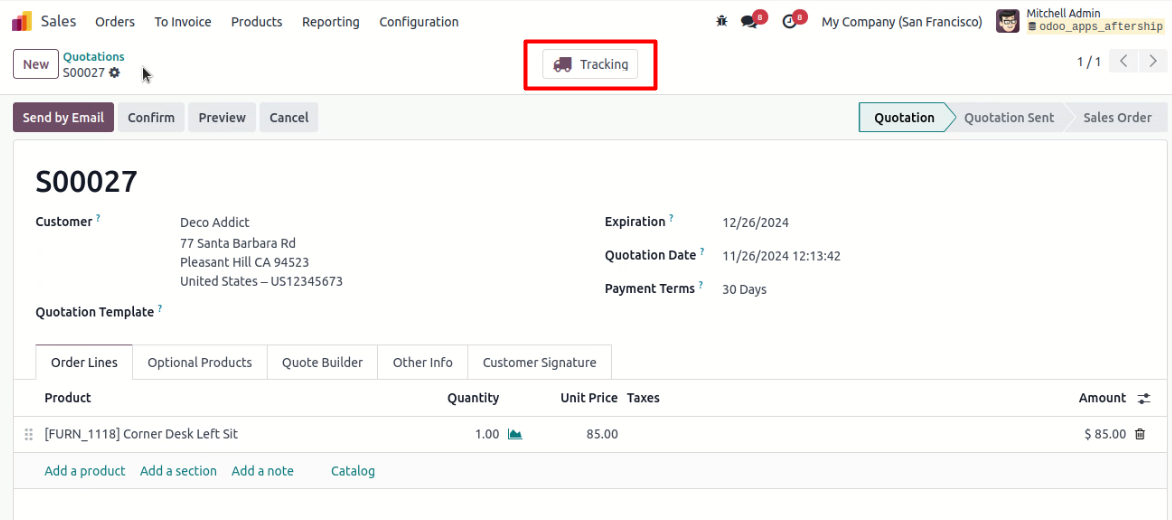 Sales Orders To Invoice Products Reporting Configuration 8 8 My Company (San Francisco) Mitchell Admin
odoo_apps_aftership
New Quotations Tracking 1 / 1
S00027
Send by Email Confirm Preview Cancel Quotation Quotation Sent Sales Order
S00027
Customer ? Deco Addict Expiration ? 12/26/2024
77 Santa Barbara Rd
Pleasant Hill CA 94523 Quotation Date ? 11/26/2024 12:13:42
United States – US12345673 Payment Terms ? 30 Days
Quotation Template ?
Order Lines Optional Products Quote Builder Other Info Customer Signature
Product Quantity Unit Price Taxes Amount
[FURN_1118] Corner Desk Left Sit 1.00 85.00 $ 85.00
Add a product Add a section Add a note Catalog